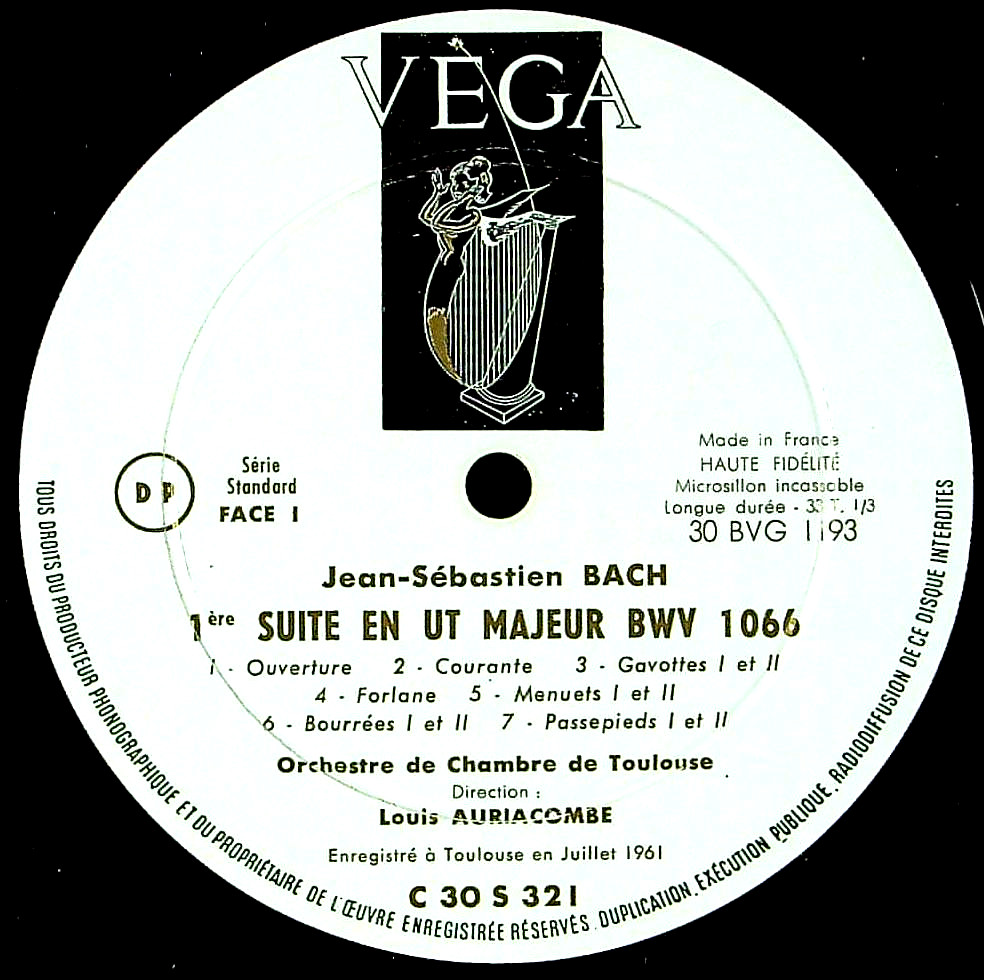 VEGA
DP
Série
Standard
FACE 1
Made in France
HAUTE FIDÉLITÉ
Microsillon incassable
Longue durée - 33 T. 1/3
30 BVG 1193
Jean-Sébastien BACH
1ère SUITE EN UT MAJEUR BWV 1066
1 - Ouverture 2 - Courante 3 - Gavottes I et II
4 - Forlane 5 - Menuets I et II
6 - Bourrées I et II 7 - Passepieds I et II
Orchestre de Chambre de Toulouse
Direction :
Louis AURIACOMBE
Enregistré à Toulouse en Juillet 1961
C 30 S 321
TOUS DROITS DU PRODUCTEUR PHONOGRAPHIQUE ET DU PROPRIÉTAIRE DE L'ŒUVRE ENREGISTRÉE RÉSERVÉS. DUPLICATION. EXÉCUTION PUBLIQUE. RADIODIFFUSION DE CE DISQUE INTERDITES